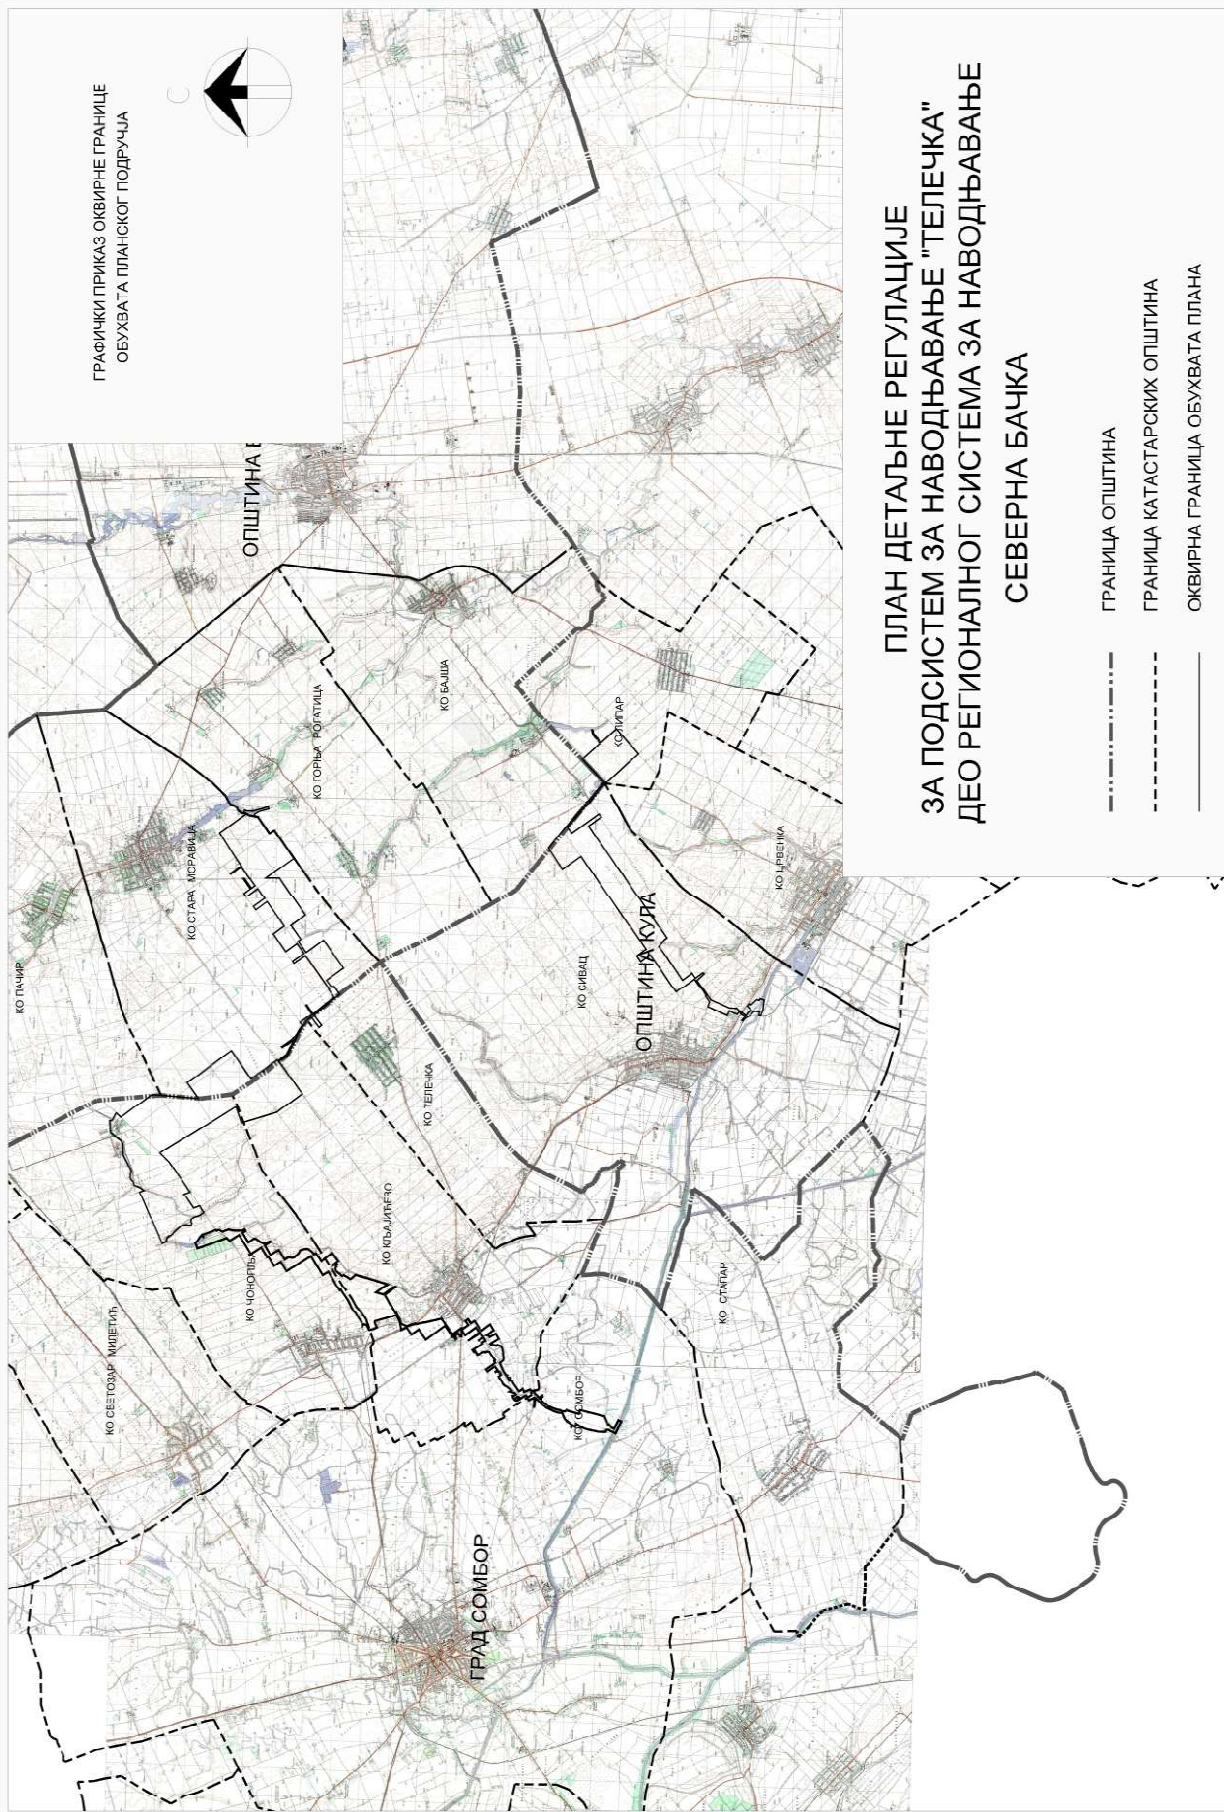 ГРАФИЧКИ ПРИКАЗ ОКВИРНЕ ГРАНИЦЕ
ОБУХВАТА ПЛАНСКОГ ПОДРУЧЈА
С
ПЛАН ДЕТАЉНЕ РЕГУЛАЦИЈЕ
ЗА ПОДСИСТЕМ ЗА НАВОДЊАВАЊЕ "ТЕЛЕЧКА"
ДЕО РЕГИОНАЛНОГ СИСТЕМА ЗА НАВОДЊАВАЊЕ
СЕВЕРНА БАЧКА
ГРАНИЦА ОПШТИНА
ГРАНИЦА КАТАСТАРСКИХ ОПШТИНА
ОКВИРНА ГРАНИЦА ОБУХВАТА ПЛАНА
ОПШТИНА
КО ПАЧИР
КО СТАРА МОРАВИЦА
КО ГОРЊА РОГАТИЦА
КО БАЈША
КО ЛИПАР
КО ЦРВЕНКА
КО СИВАЦ
ОПШТИНА КУЛА
КО ТЕЛЕЧКА
КО КЉАЈИЋЕВО
КО ЧОНОПЉА
КО СВЕТОЗАР МИЛЕТИЋ
КО СТАПАР
СОМБОР
ГРАД СОМБОР